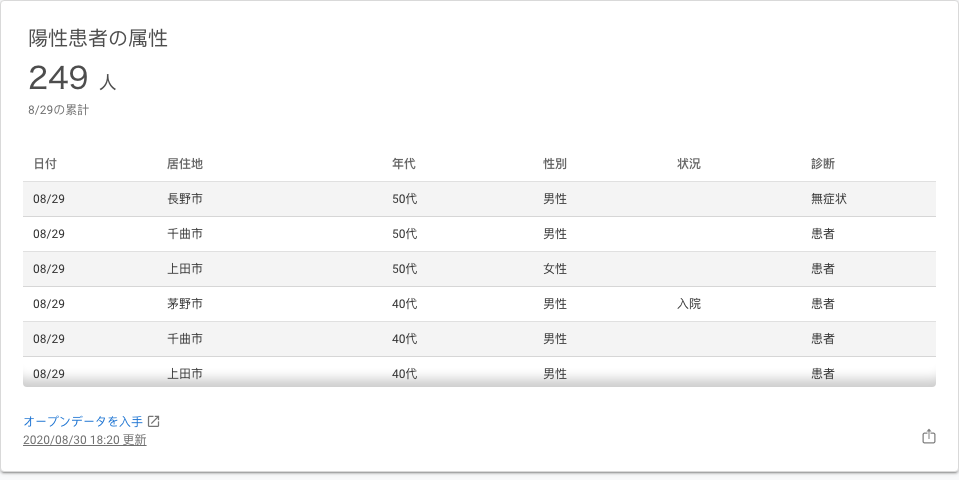 陽性患者の属性
249 人
8/29の累計
日付 居住地 年代 性別 状況 診断
08/29 長野市 50代 男性 無症状
08/29 千曲市 50代 男性 患者
08/29 上田市 50代 女性 患者
08/29 茅野市 40代 男性 入院 患者
08/29 千曲市 40代 男性 患者
08/29 上田市 40代 男性 患者
オープンデータを入手
2020/08/30 18:20 更新